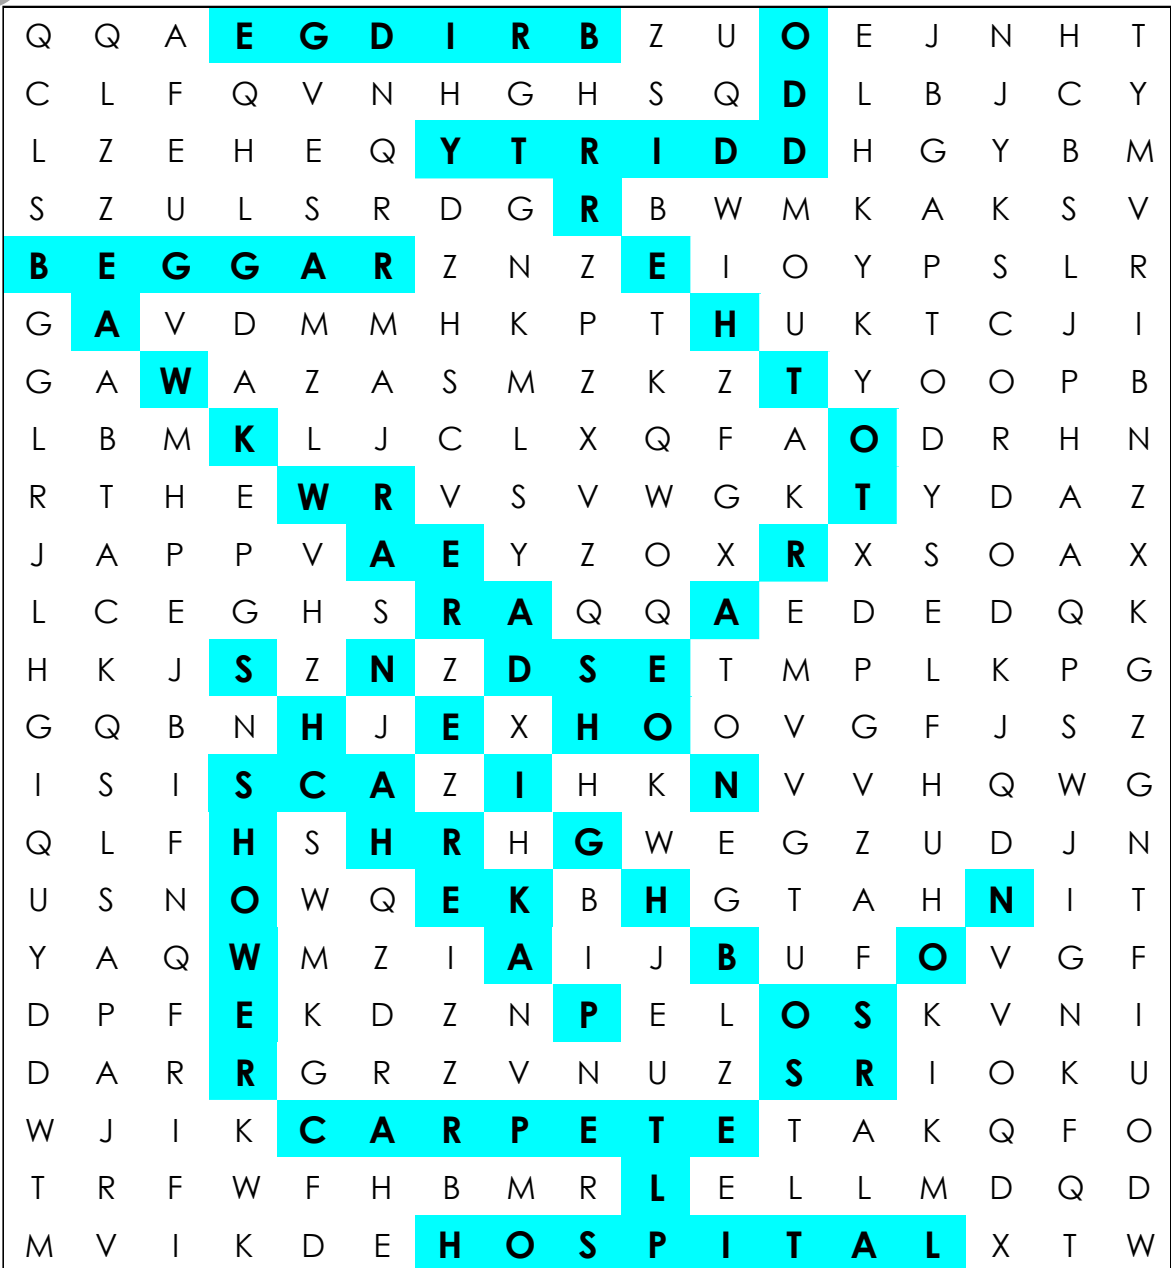 Q Q A E G D I R B Z U O E J N H T
C L F Q V N H G H S Q D L B J C Y
L Z E H E Q Y T R I D D H G Y B M
S Z U L S R D G R B W M K A K S V
B E G G A R Z N Z E I O Y P S L R
G A V D M M H K P T H U K T C J I
G A W A Z A S M Z K Z T Y O O P B
L B M K L J C L X Q F A O D R H N
R T H E W R V S V W G K T Y D A Z
J A P P V A E Y Z O X R X S O A X
L C E G H S R A Q Q A E D E D Q K
H K J S Z N Z D S E T M P L K P G
G Q B N H J E X H O O V G F J S Z
I S I S C A Z I H K N V V H Q W G
Q L F H S H R H G W E G Z U D J N
U S N O W Q E K B H G T A H N I T
Y A Q W M Z I A I J B U F O V G F
D P F E K D Z N P E L O S K V N I
D A R R G R Z V N U Z S R I O K U
W J I K C A R P E T E T A K Q F O
T R F W F H B M R L E L L M D Q D
M V I K D E H O S P I T A L X T W